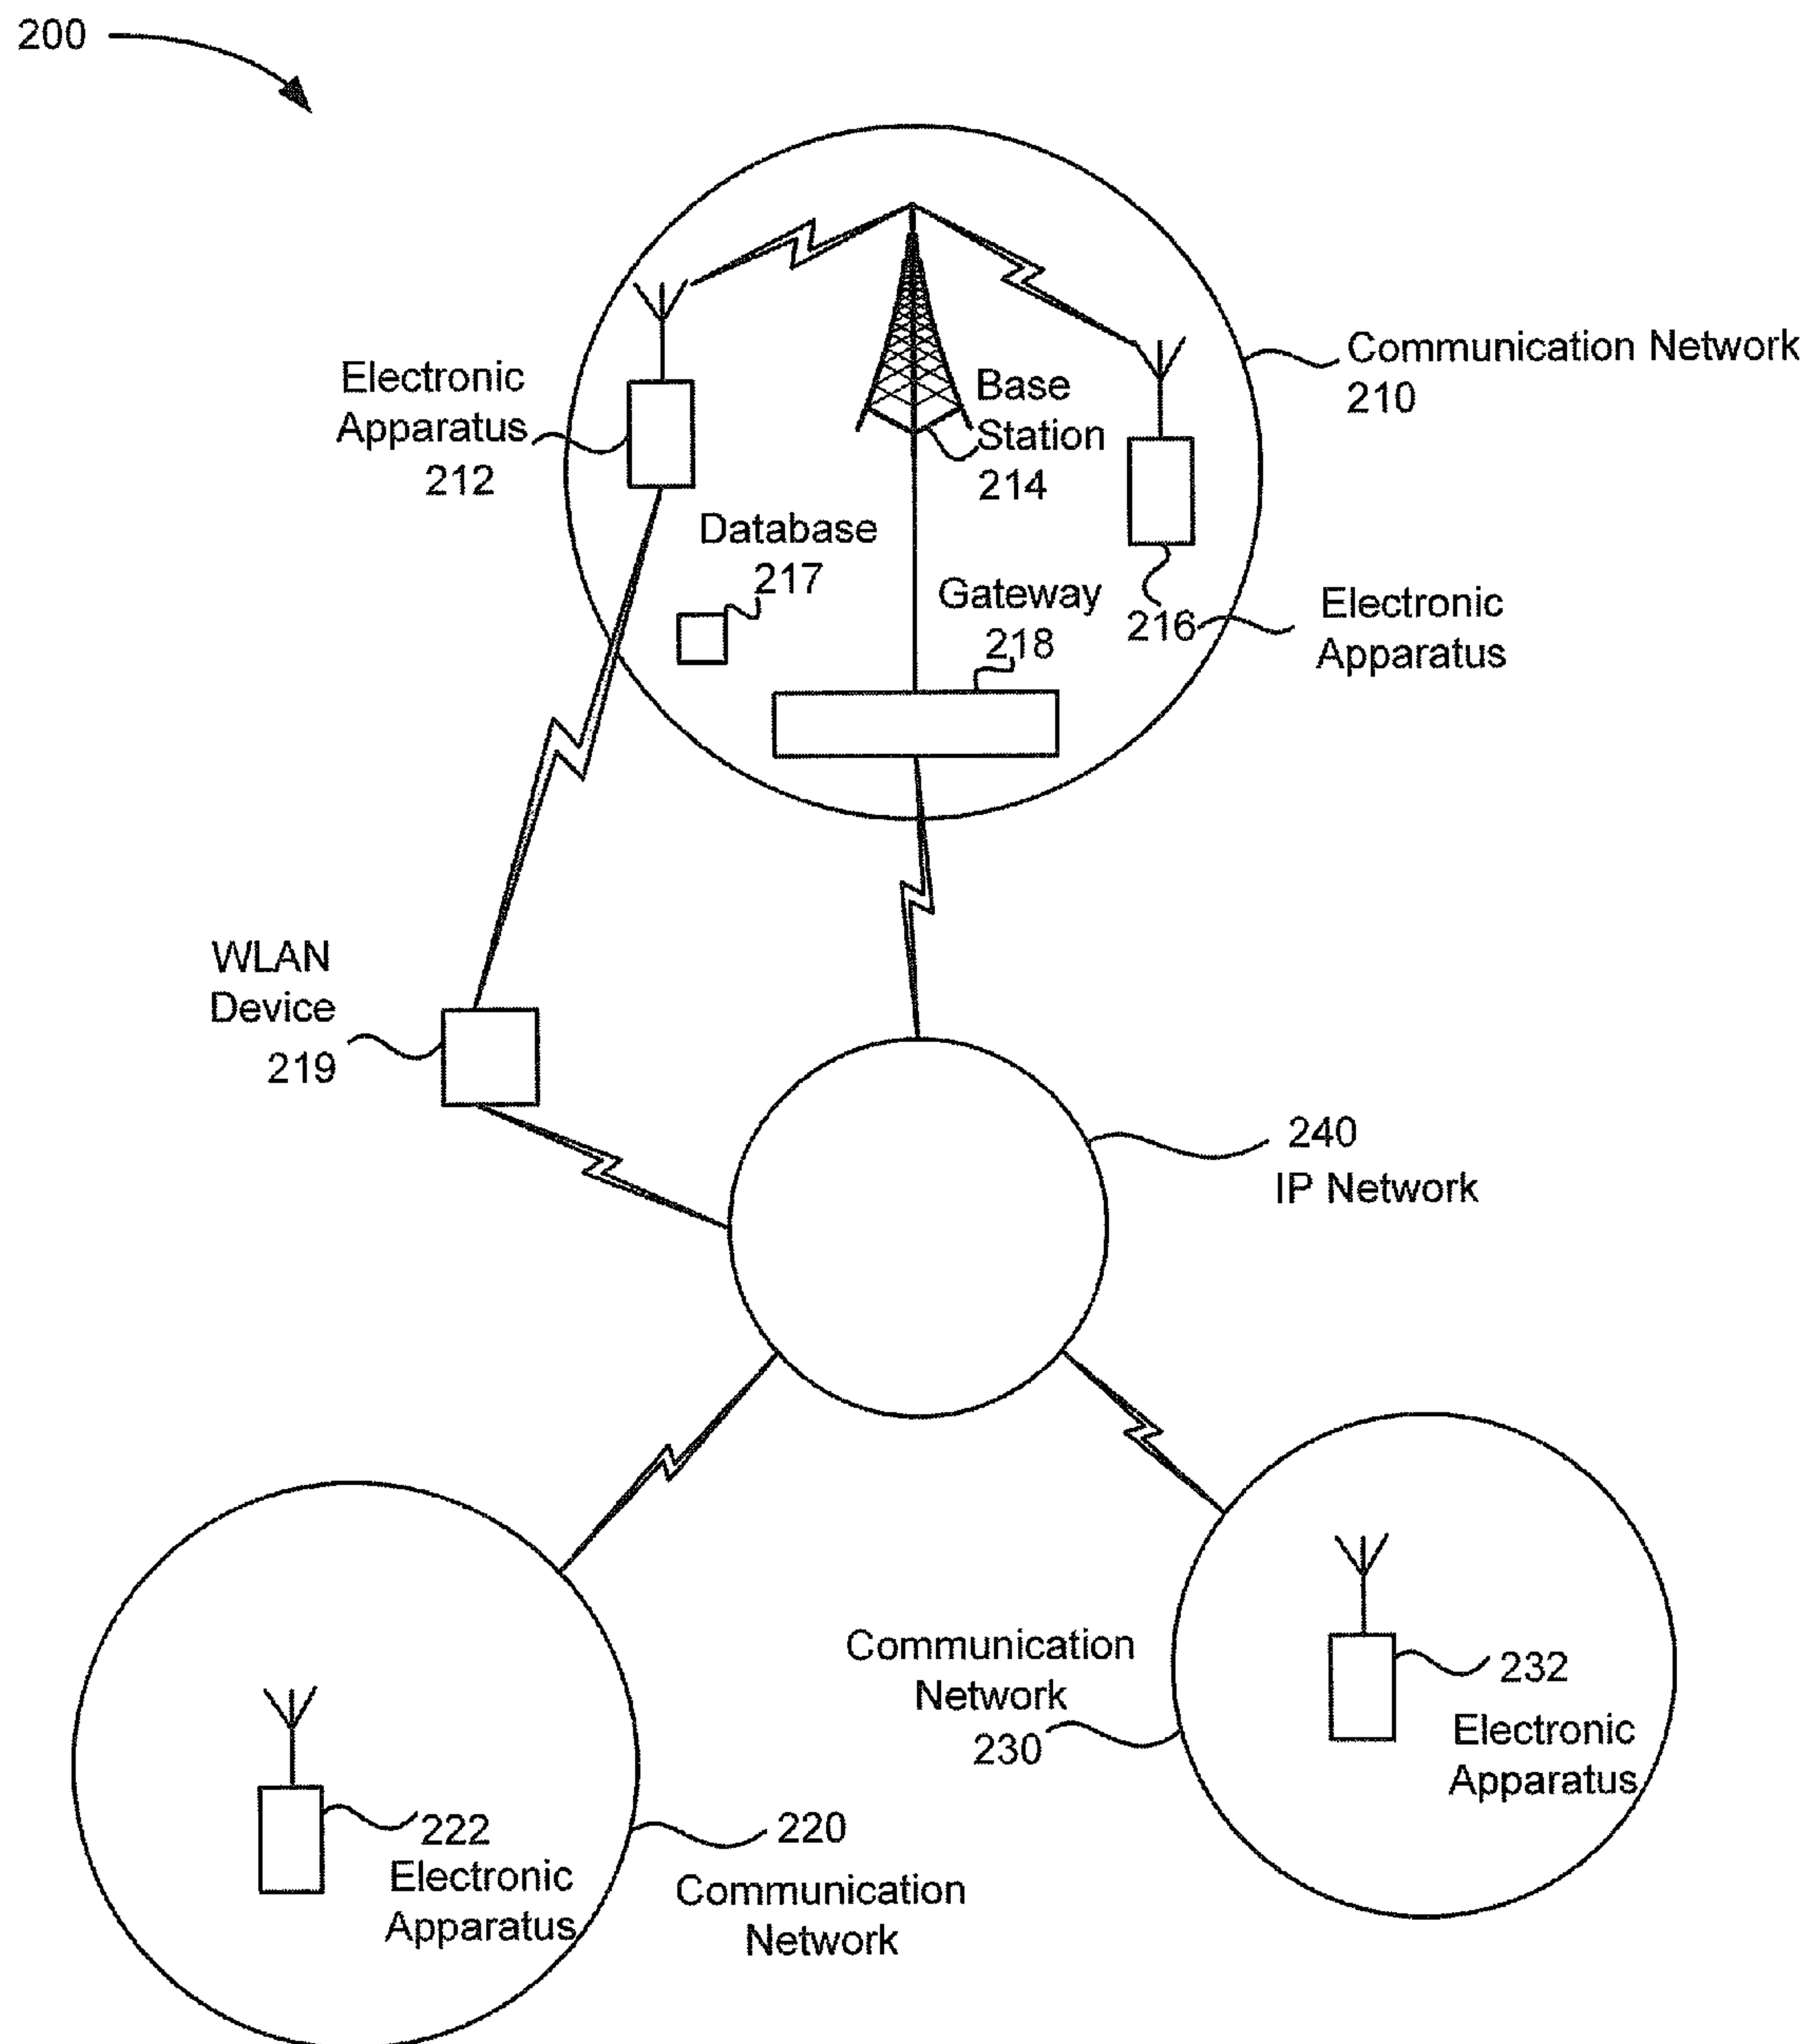 200
Communication Network
210
Electronic
Apparatus
212
Base
Station
214
Database
217
Gateway
218
216
Electronic
Apparatus
WLAN
Device
219
240
IP Network
Communication
Network
230
232
Electronic
Apparatus
222
Electronic
Apparatus
220
Communication
Network